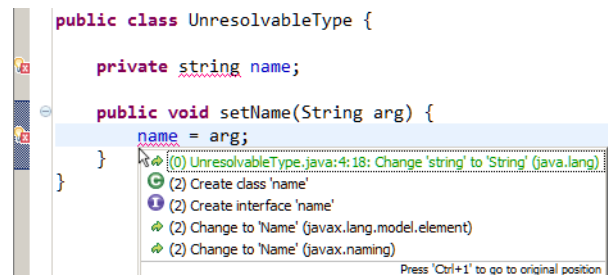 public class UnresolvableType {
private string name;
public void setName(String arg) {
name = arg;
}
}
(0) UnresolvableType.java:4:18: Change 'string' to 'String' (java.lang)
(2) Create class 'name'
(2) Create interface 'name'
(2) Change to 'Name' (javax.lang.model.element)
(2) Change to 'Name' (javax.naming)
Press 'Ctrl+1' to go to original position